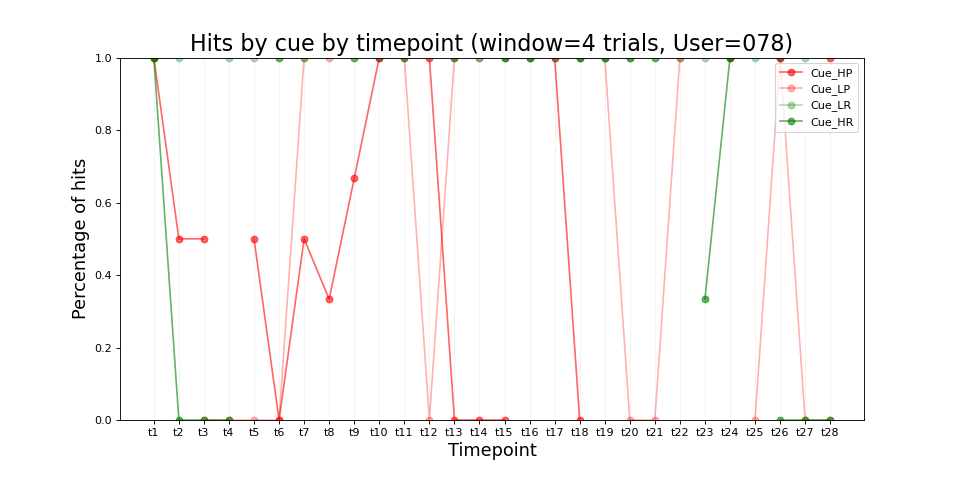 Hits by cue by timepoint (window=4 trials, User=078)
Percentage of hits
1.0
0.8
0.6
0.4
0.2
0.0
Cue_HP
Cue_LP
Cue_LR
Cue_HR
t1 t2 t3 t4 t5 t6 t7 t8 t9 t10 t11 t12 t13 t14 t15 t16 t17 t18 t19 t20 t21 t22 t23 t24 t25 t26 t27 t28
Timepoint